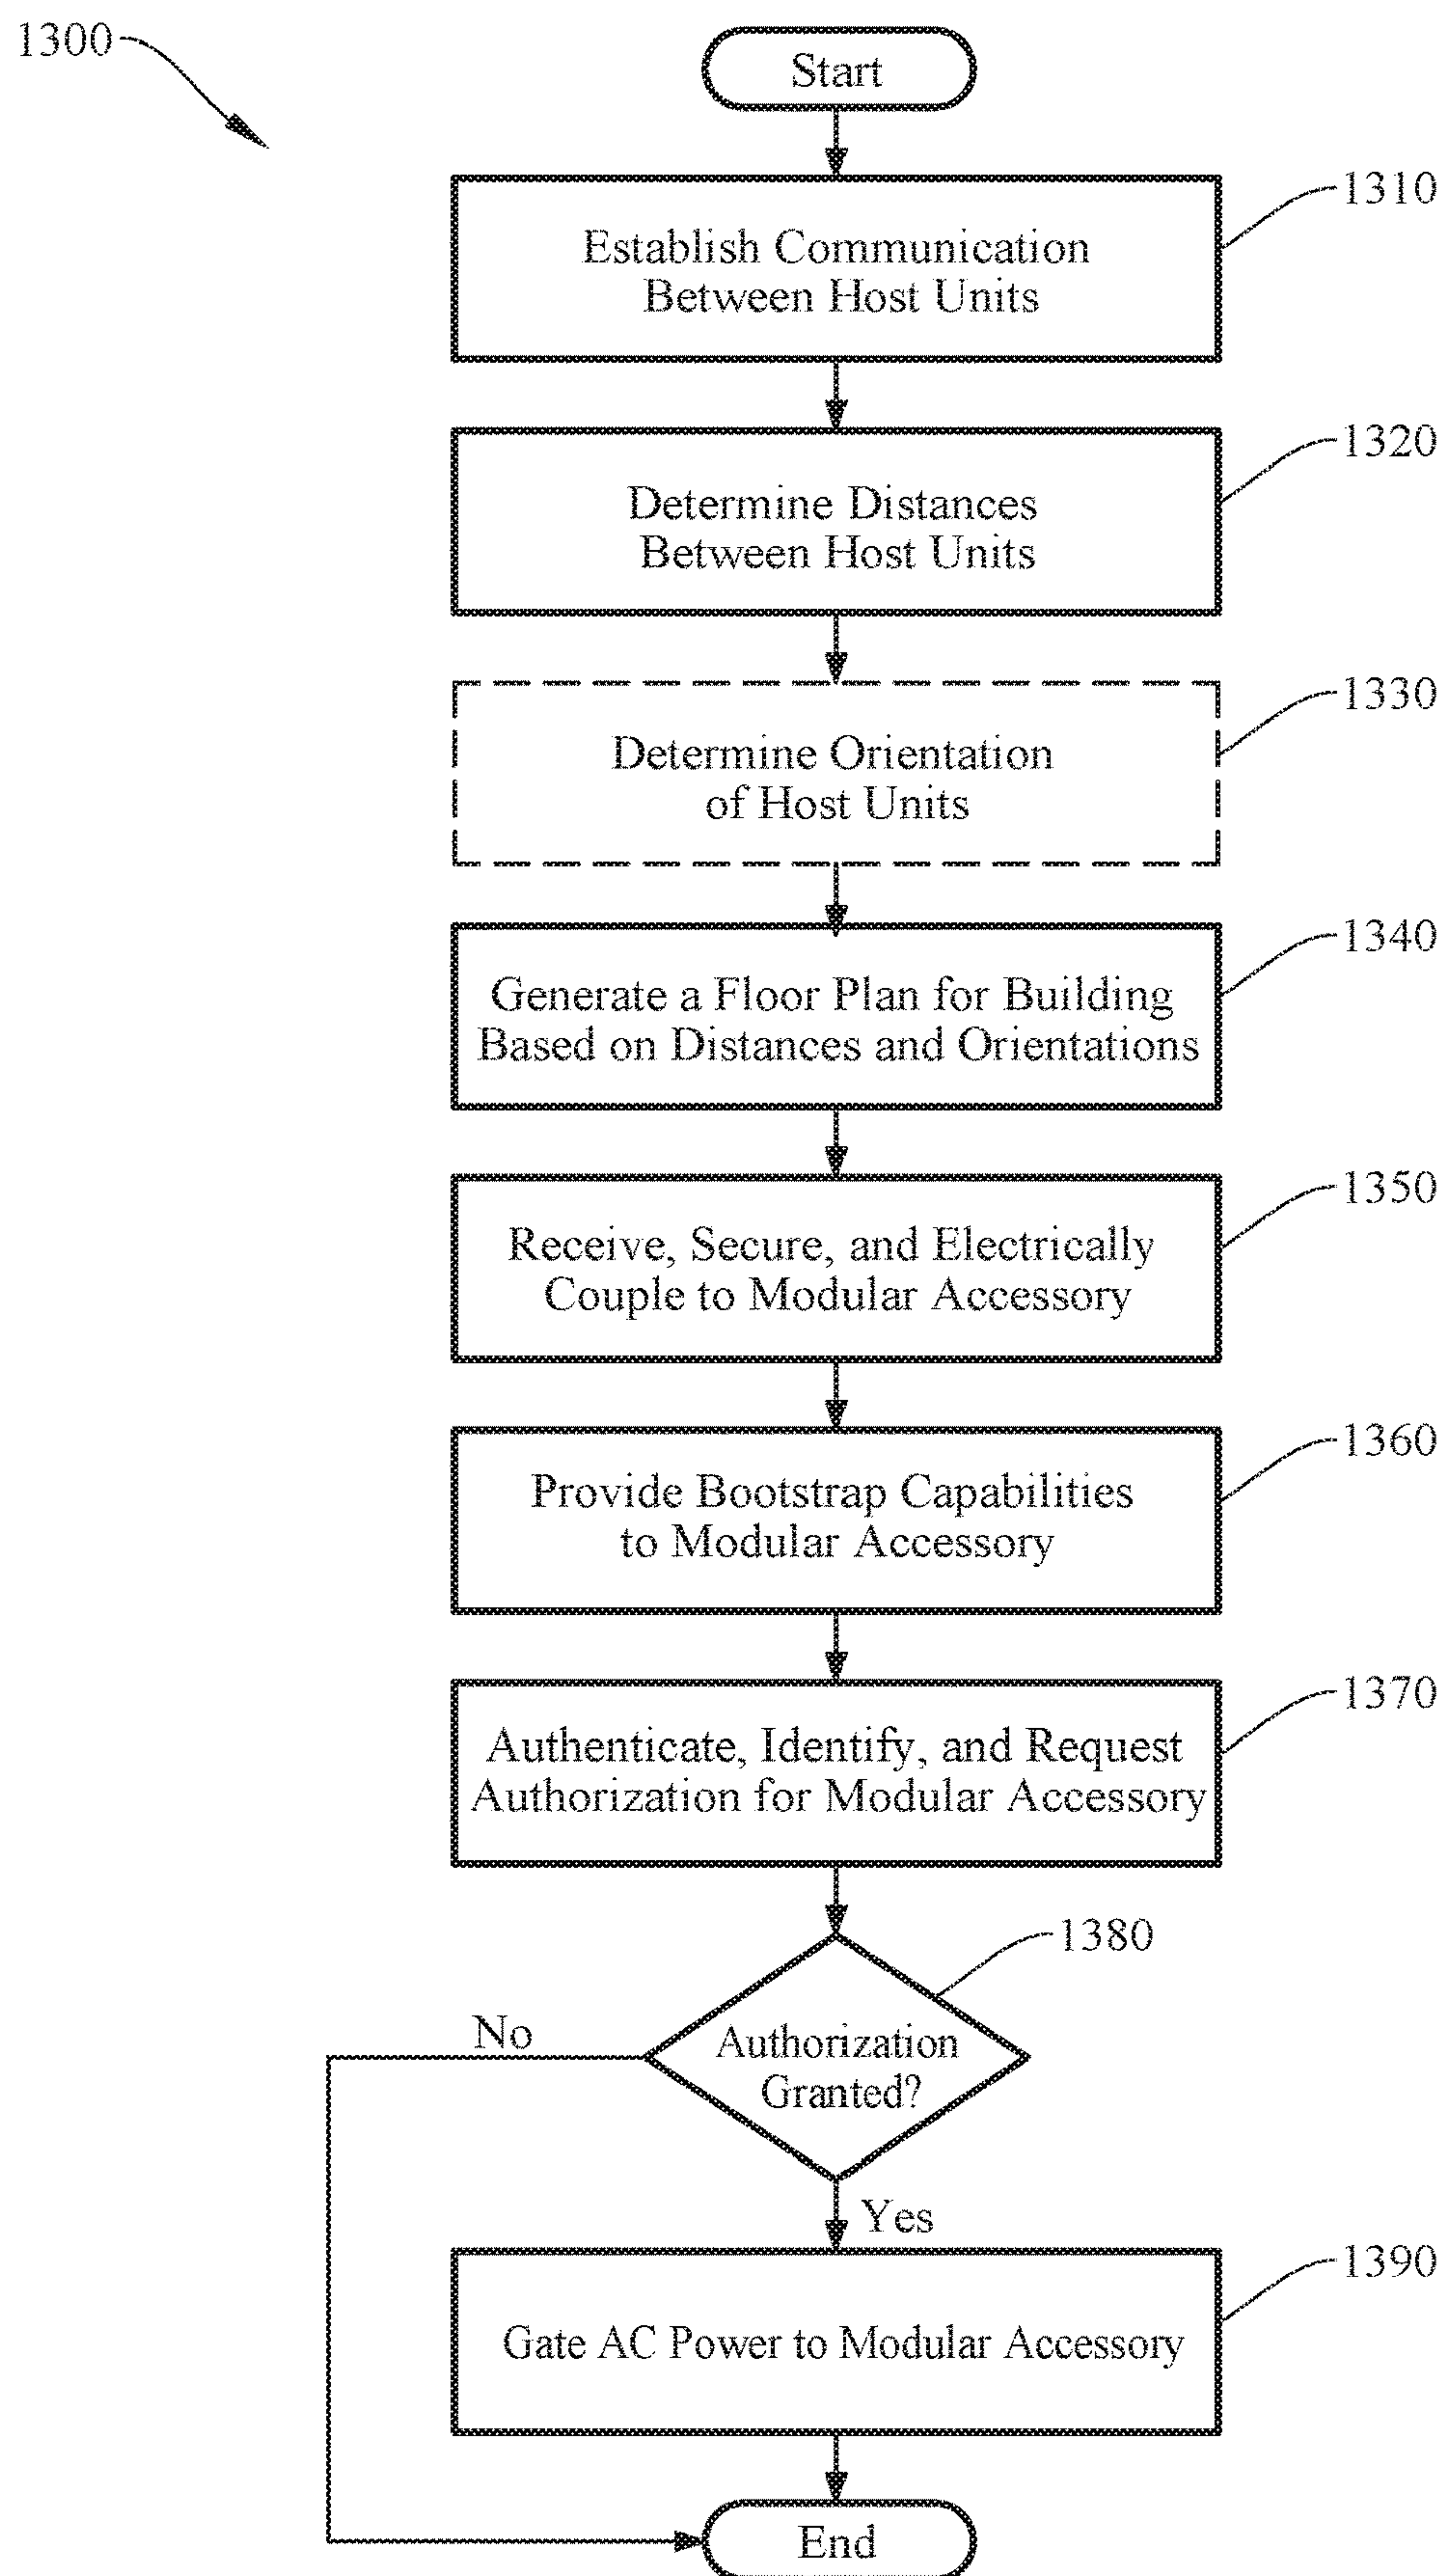 1300
Start
1310
Establish Communication
Between Host Units
1320
Determine Distances
Between Host Units
1330
Determine Orientation
of Host Units
1340
Generate a Floor Plan for Building
Based on Distances and Orientations
1350
Receive, Secure, and Electrically
Couple to Modular Accessory
1360
Provide Bootstrap Capabilities
to Modular Accessory
1370
Authenticate, Identify, and Request
Authorization for Modular Accessory
1380
No
Authorization
Granted?
Yes
1390
Gate AC Power to Modular Accessory
End